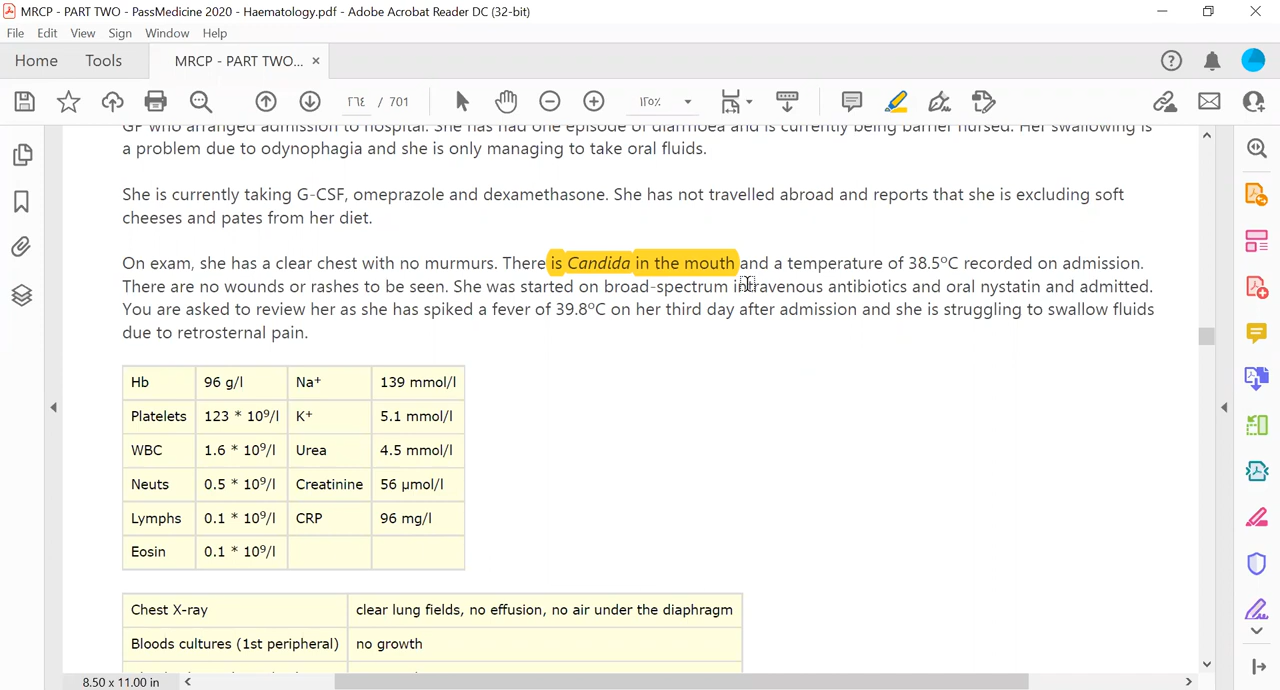 MRCP - PART TWO - PassMedicine 2020 - Haematology.pdf - Adobe Acrobat Reader DC (32-bit)
File Edit View Sign Window Help
Home Tools MRCP - PART TWO... ×
٢٣٤ / 701 ١٢٥%
GP who arranged admission to hospital. She has had one episode of diarrhoea and is currently being barrier nursed. Her swallowing is
a problem due to odynophagia and she is only managing to take oral fluids.
She is currently taking G-CSF, omeprazole and dexamethasone. She has not travelled abroad and reports that she is excluding soft
cheeses and pates from her diet.
On exam, she has a clear chest with no murmurs. There is Candida in the mouth and a temperature of 38.5ºC recorded on admission.
There are no wounds or rashes to be seen. She was started on broad-spectrum intravenous antibiotics and oral nystatin and admitted.
You are asked to review her as she has spiked a fever of 39.8ºC on her third day after admission and she is struggling to swallow fluids
due to retrosternal pain.
Hb 96 g/l Na⁺ 139 mmol/l
Platelets 123 * 10⁹/l K⁺ 5.1 mmol/l
WBC 1.6 * 10⁹/l Urea 4.5 mmol/l
Neuts 0.5 * 10⁹/l Creatinine 56 µmol/l
Lymphs 0.1 * 10⁹/l CRP 96 mg/l
Eosin 0.1 * 10⁹/l
Chest X-ray clear lung fields, no effusion, no air under the diaphragm
Bloods cultures (1st peripheral) no growth
8.50 x 11.00 in